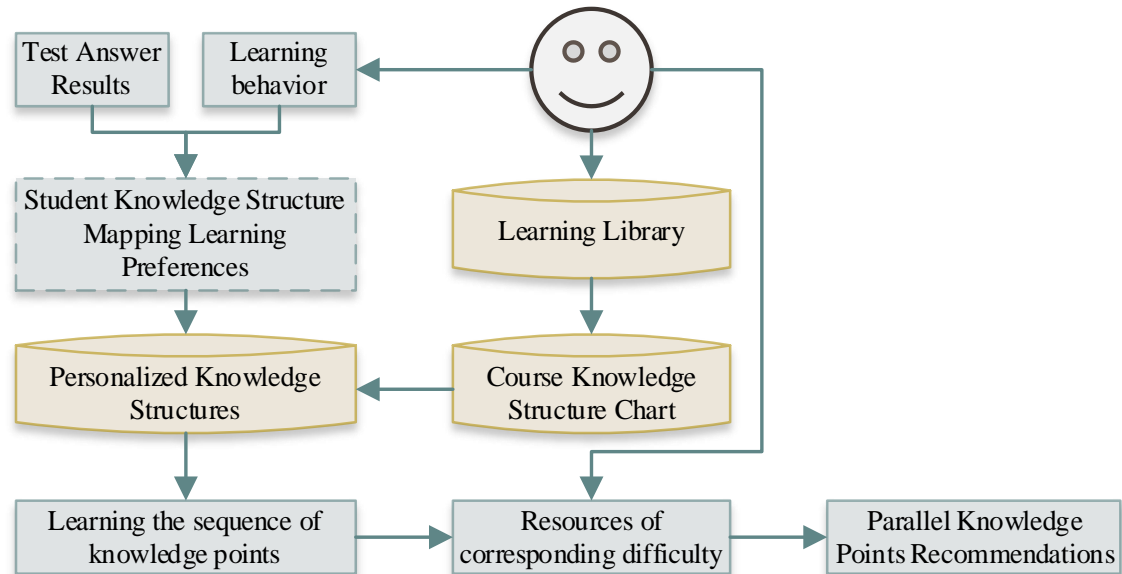 Test Answer
Results
Learning
behavior
Student Knowledge Structure
Mapping Learning
Preferences
Learning Library
Personalized Knowledge
Structures
Course Knowledge
Structure Chart
Learning the sequence of
knowledge points
Resources of
corresponding difficulty
Parallel Knowledge
Points Recommendations